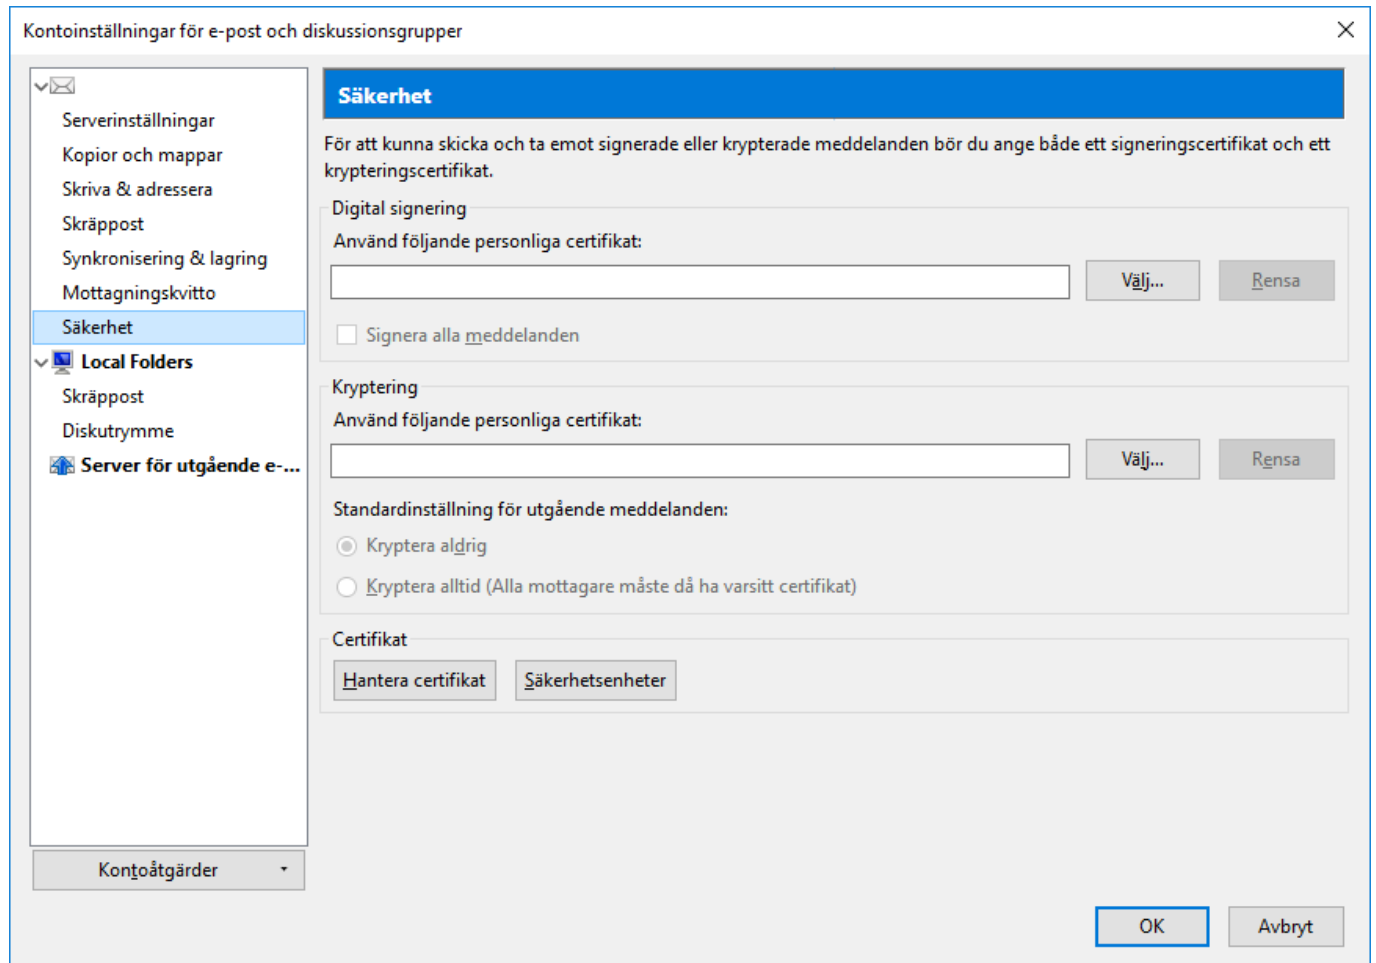 Kontoinställningar för e-post och diskussionsgrupper
Serverinställningar
Kopior och mappar
Skriva & adressera
Skräppost
Synkronisering & lagring
Mottagningskvitto
Säkerhet
Local Folders
Skräppost
Diskutrymme
Server för utgående e-...
Kontoåtgärder
Säkerhet
För att kunna skicka och ta emot signerade eller krypterade meddelanden bör du ange både ett signeringscertifikat och ett
krypteringscertifikat.
Digital signering
Använd följande personliga certifikat:
Välj... Rensa
Signera alla meddelanden
Kryptering
Använd följande personliga certifikat:
Välj... Rensa
Standardinställning för utgående meddelanden:
Kryptera aldrig
Kryptera alltid (Alla mottagare måste då ha varsitt certifikat)
Certifikat
Hantera certifikat Säkerhetsenheter
OK Avbryt